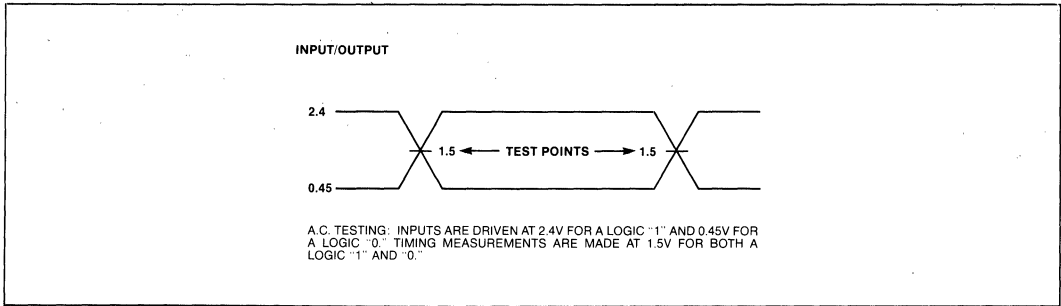 INPUT/OUTPUT
2.4
1.5 TEST POINTS 1.5
0.45
A.C. TESTING: INPUTS ARE DRIVEN AT 2.4V FOR A LOGIC "1" AND 0.45V FOR
A LOGIC "0." TIMING MEASUREMENTS ARE MADE AT 1.5V FOR BOTH A
LOGIC "1" AND "0."